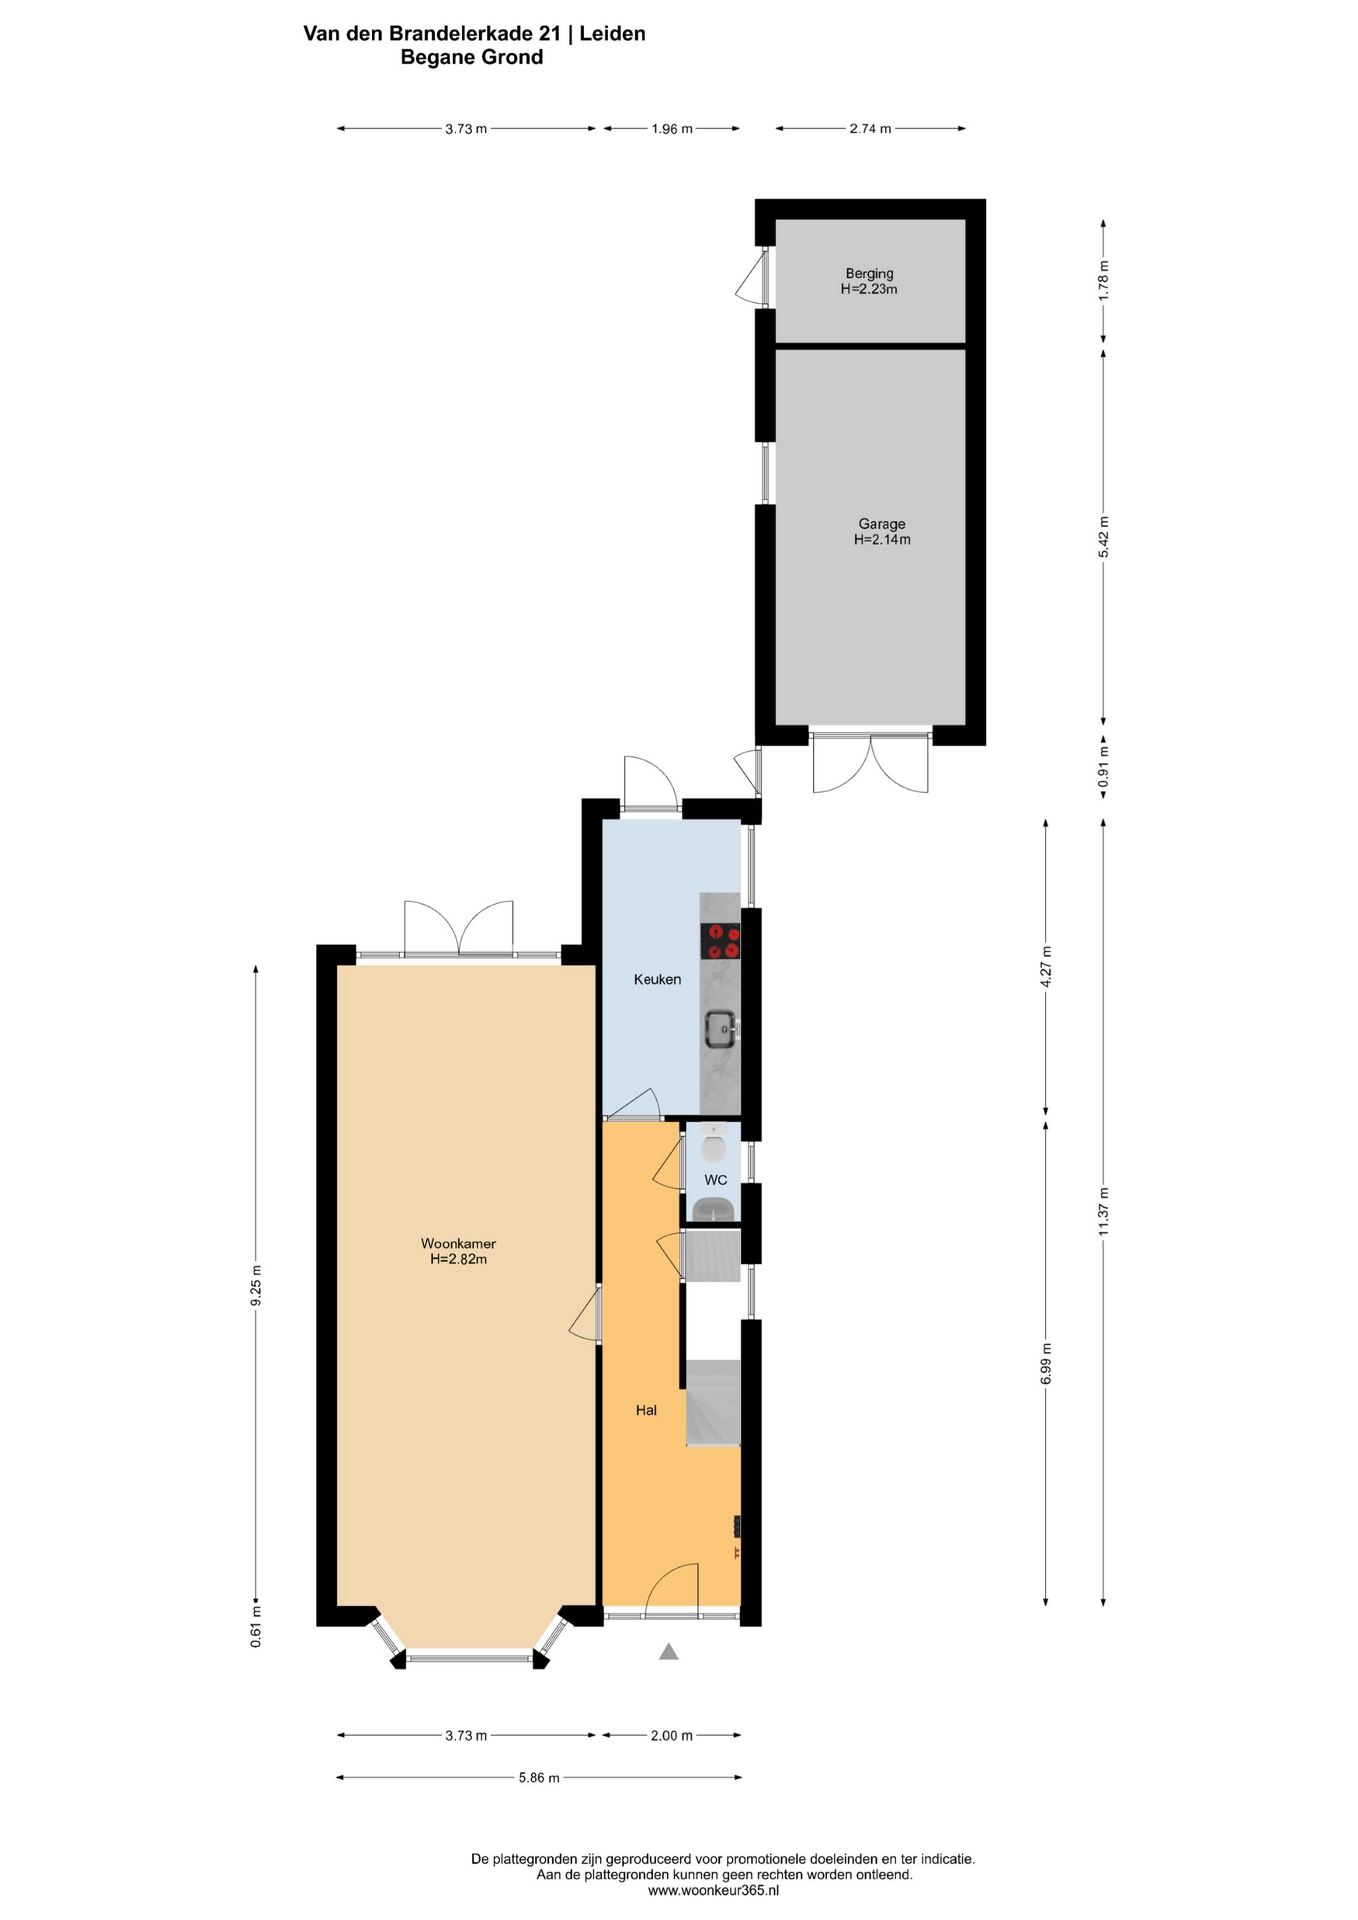 Van den Brandelerkade 21 | Leiden
Begane Grond
3.73 m
1.96 m
2.74 m
Berging
H=2.23m
1.78 m
Garage
H=2.14m
5.42 m
0.91 m
Keuken
4.27 m
WC
11.37 m
Woonkamer
H=2.82m
9.25 m
6.99 m
Hal
0.61 m
3.73 m
2.00 m
5.86 m
De plattegronden zijn geproduceerd voor promotionele doeleinden en ter indicatie.
Aan de plattegronden kunnen geen rechten worden ontleend.
www.woonkeur365.nl